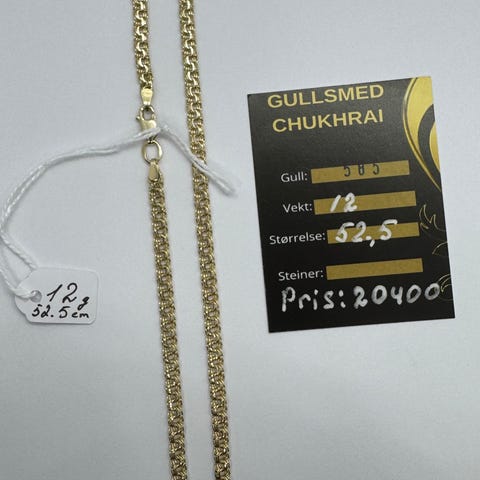 GULLSMED
CHUKHRAI
Gull: 585
Vekt: 12
Størrelse: 52,5
Steiner:
Pris: 20400
12g
52.5cm